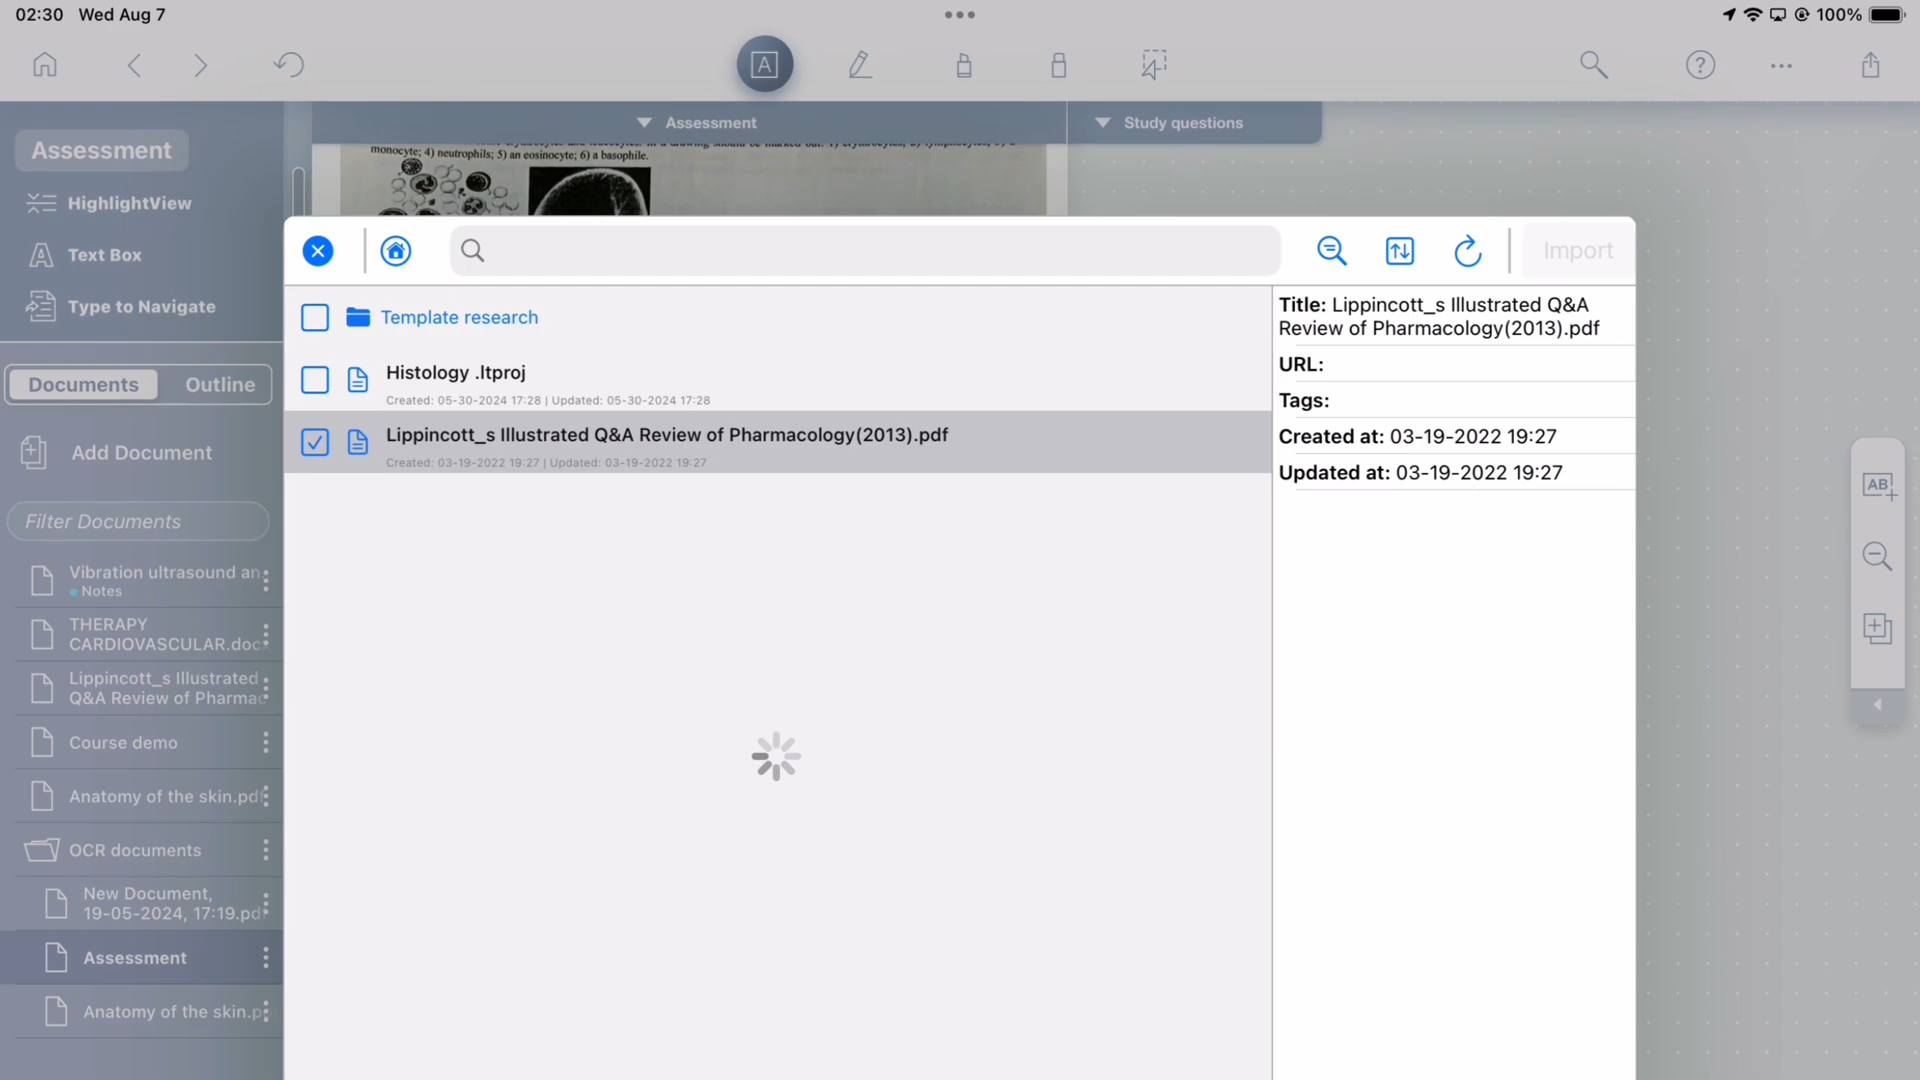 02:30 Wed Aug 7
100%
A
Assessment
Study questions
Assessment
monocyte; 4) neutrophils; 5) an eosinocyte; 6) a basophile.
HighlightView
Text Box
Type to Navigate
Import
Template research
Title: Lippincott_s Illustrated Q&A
Review of Pharmacology(2013).pdf
URL:
Histology .ltproj
Created: 05-30-2024 17:28 | Updated: 05-30-2024 17:28
Tags:
Documents
Outline
Lippincott_s Illustrated Q&A Review of Pharmacology(2013).pdf
Created: 03-19-2022 19:27 | Updated: 03-19-2022 19:27
Created at: 03-19-2022 19:27
Updated at: 03-19-2022 19:27
Add Document
AB
Filter Documents
Vibration ultrasound an
Notes
THERAPY
CARDIOVASCULAR.docx
Lippincott_s Illustrated
Q&A Review of Pharmac
Course demo
Anatomy of the skin.pdf
OCR documents
New Document,
19-05-2024, 17:19.pdf
Assessment
Anatomy of the skin.p